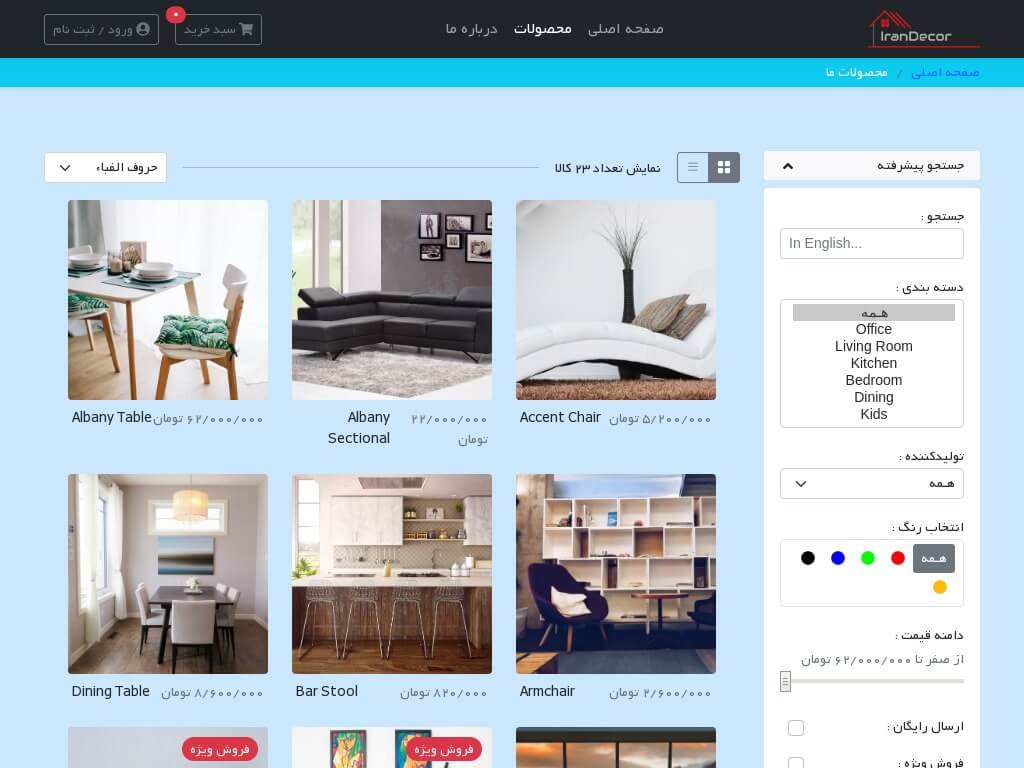 IranDecor
صفحه اصلی
محصولات
درباره ما
سبد خرید
۰
ورود / ثبت نام
صفحه اصلی / محصولات ما
جستجو پیشرفته
جستجو :
In English...
دسته بندی :
همه
Office
Living Room
Kitchen
Bedroom
Dining
Kids
تولیدکننده :
همه
انتخاب رنگ :
همه
دامنه قیمت :
از صفر تا ۶۲/۰۰۰/۰۰۰ تومان
ارسال رایگان :
فروش ویژه :
نمایش تعداد ۲۳ کالا
حروف الفباء
Accent Chair
۵/۲۰۰/۰۰۰ تومان
Albany
Sectional
۲۲/۰۰۰/۰۰۰
تومان
Albany Table
۶۲/۰۰۰/۰۰۰ تومان
Armchair
۲/۶۰۰/۰۰۰ تومان
Bar Stool
۸۲۰/۰۰۰ تومان
Dining Table
۸/۶۰۰/۰۰۰ تومان
فروش ویژه
فروش ویژه